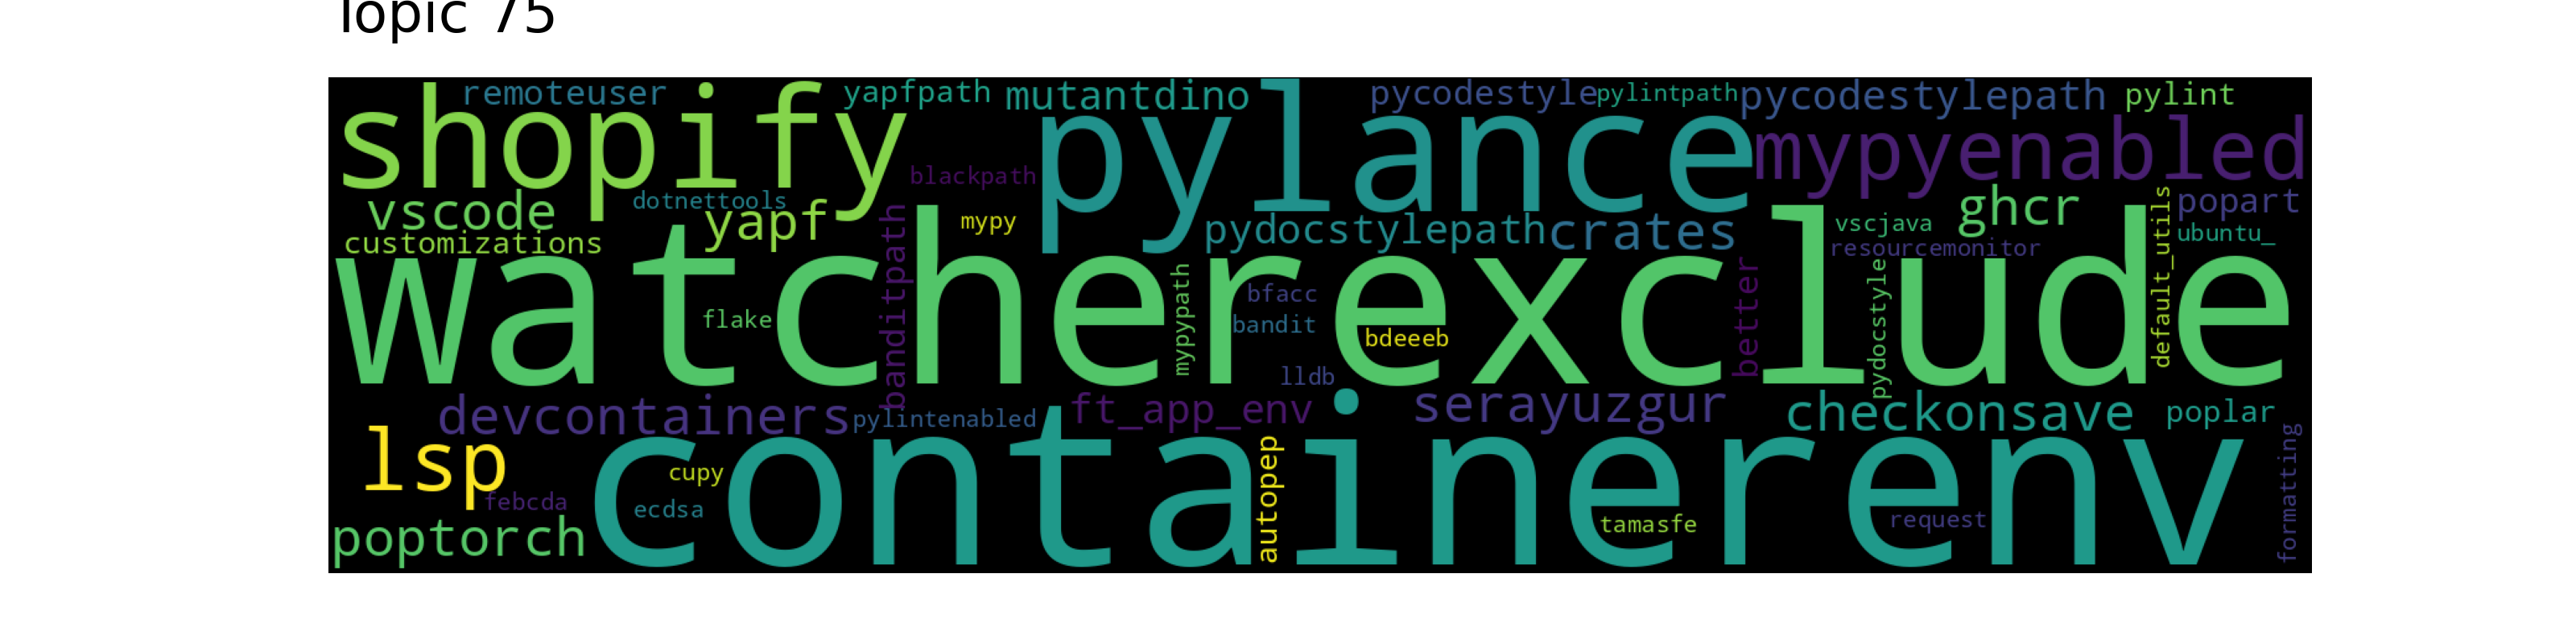 Topic 75
remoteuser yapfpath mutantdino pycodestyle pylintpath pycodestylepath pylint
shopify pylance mypyenabled
blackpath
vscode dotnettools yapf mypy pydocstylepath crates vscjava ghcr popart
customizations resourcemonitor ubuntu_
default_utils
watcherexclude
banditpath
flake
mypypath
bfacc
bandit
bdeeeb
better
pydocstyle
lldb
devcontainers pylintenabled ft_app_env serayuzgur checkonsave poplar
lsp
containerenv
cupy
febcda
ecdsa
autopep
tamasfe
request
formatting
poptorch